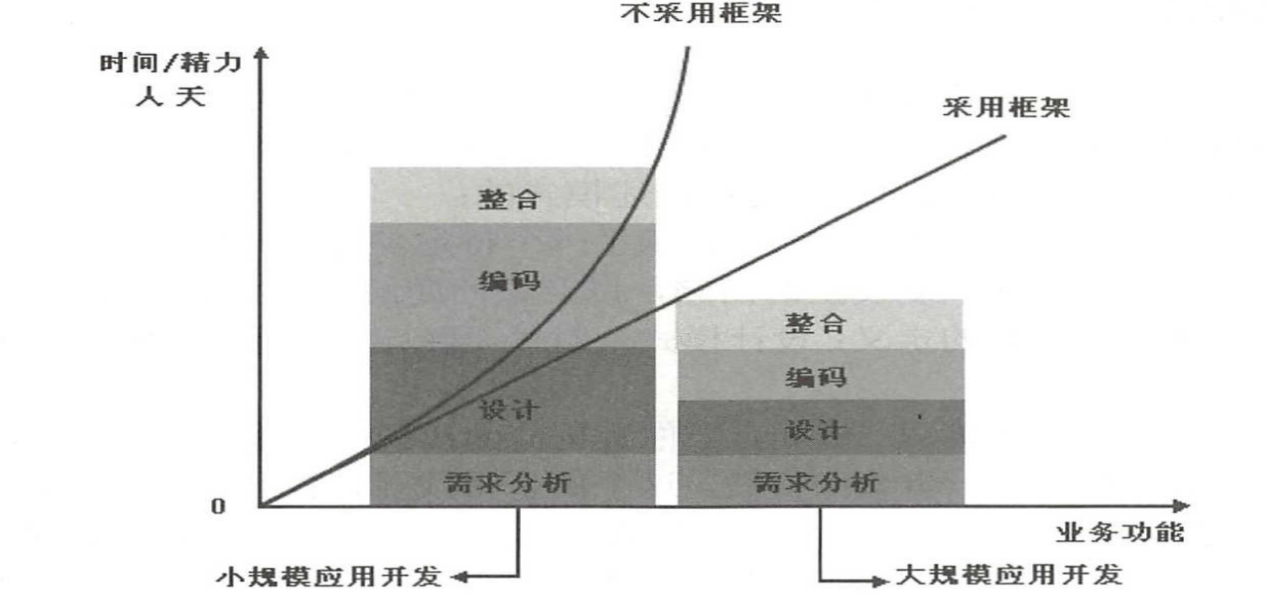 不采用框架
时间/精力
人 天
采用框架
整合
编码
设计
需求分析
整合
编码
设计
需求分析
0
业务功能
小规模应用开发
大规模应用开发